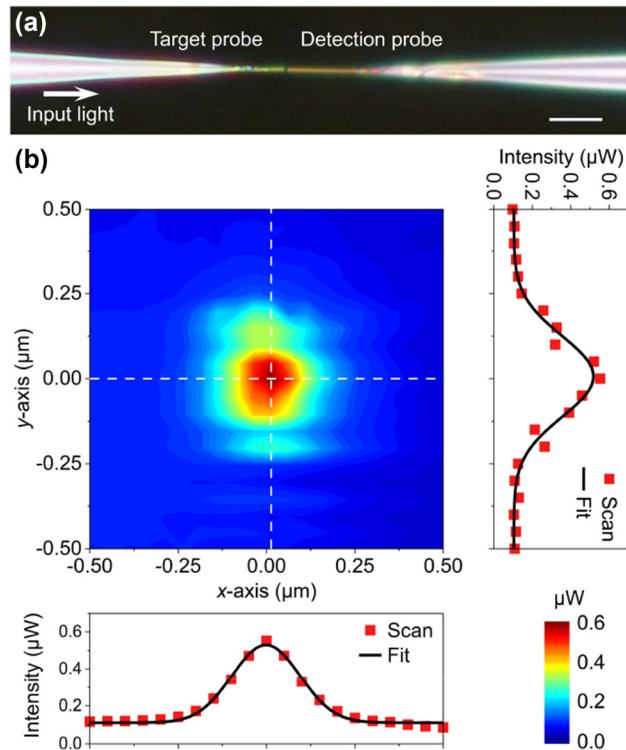 (a)
Target probe Detection probe
Input light
(b)
Intensity (µW)
0.0 0.2 0.4 0.6
0.50
0.25
0.00
-0.25
-0.50
y-axis (µm)
-0.50 -0.25 0.00 0.25 0.50
x-axis (µm)
Scan
Fit
Intensity (µW)
0.6
0.4
0.2
0.0
Scan
Fit
µW
0.6
0.4
0.2
0.0